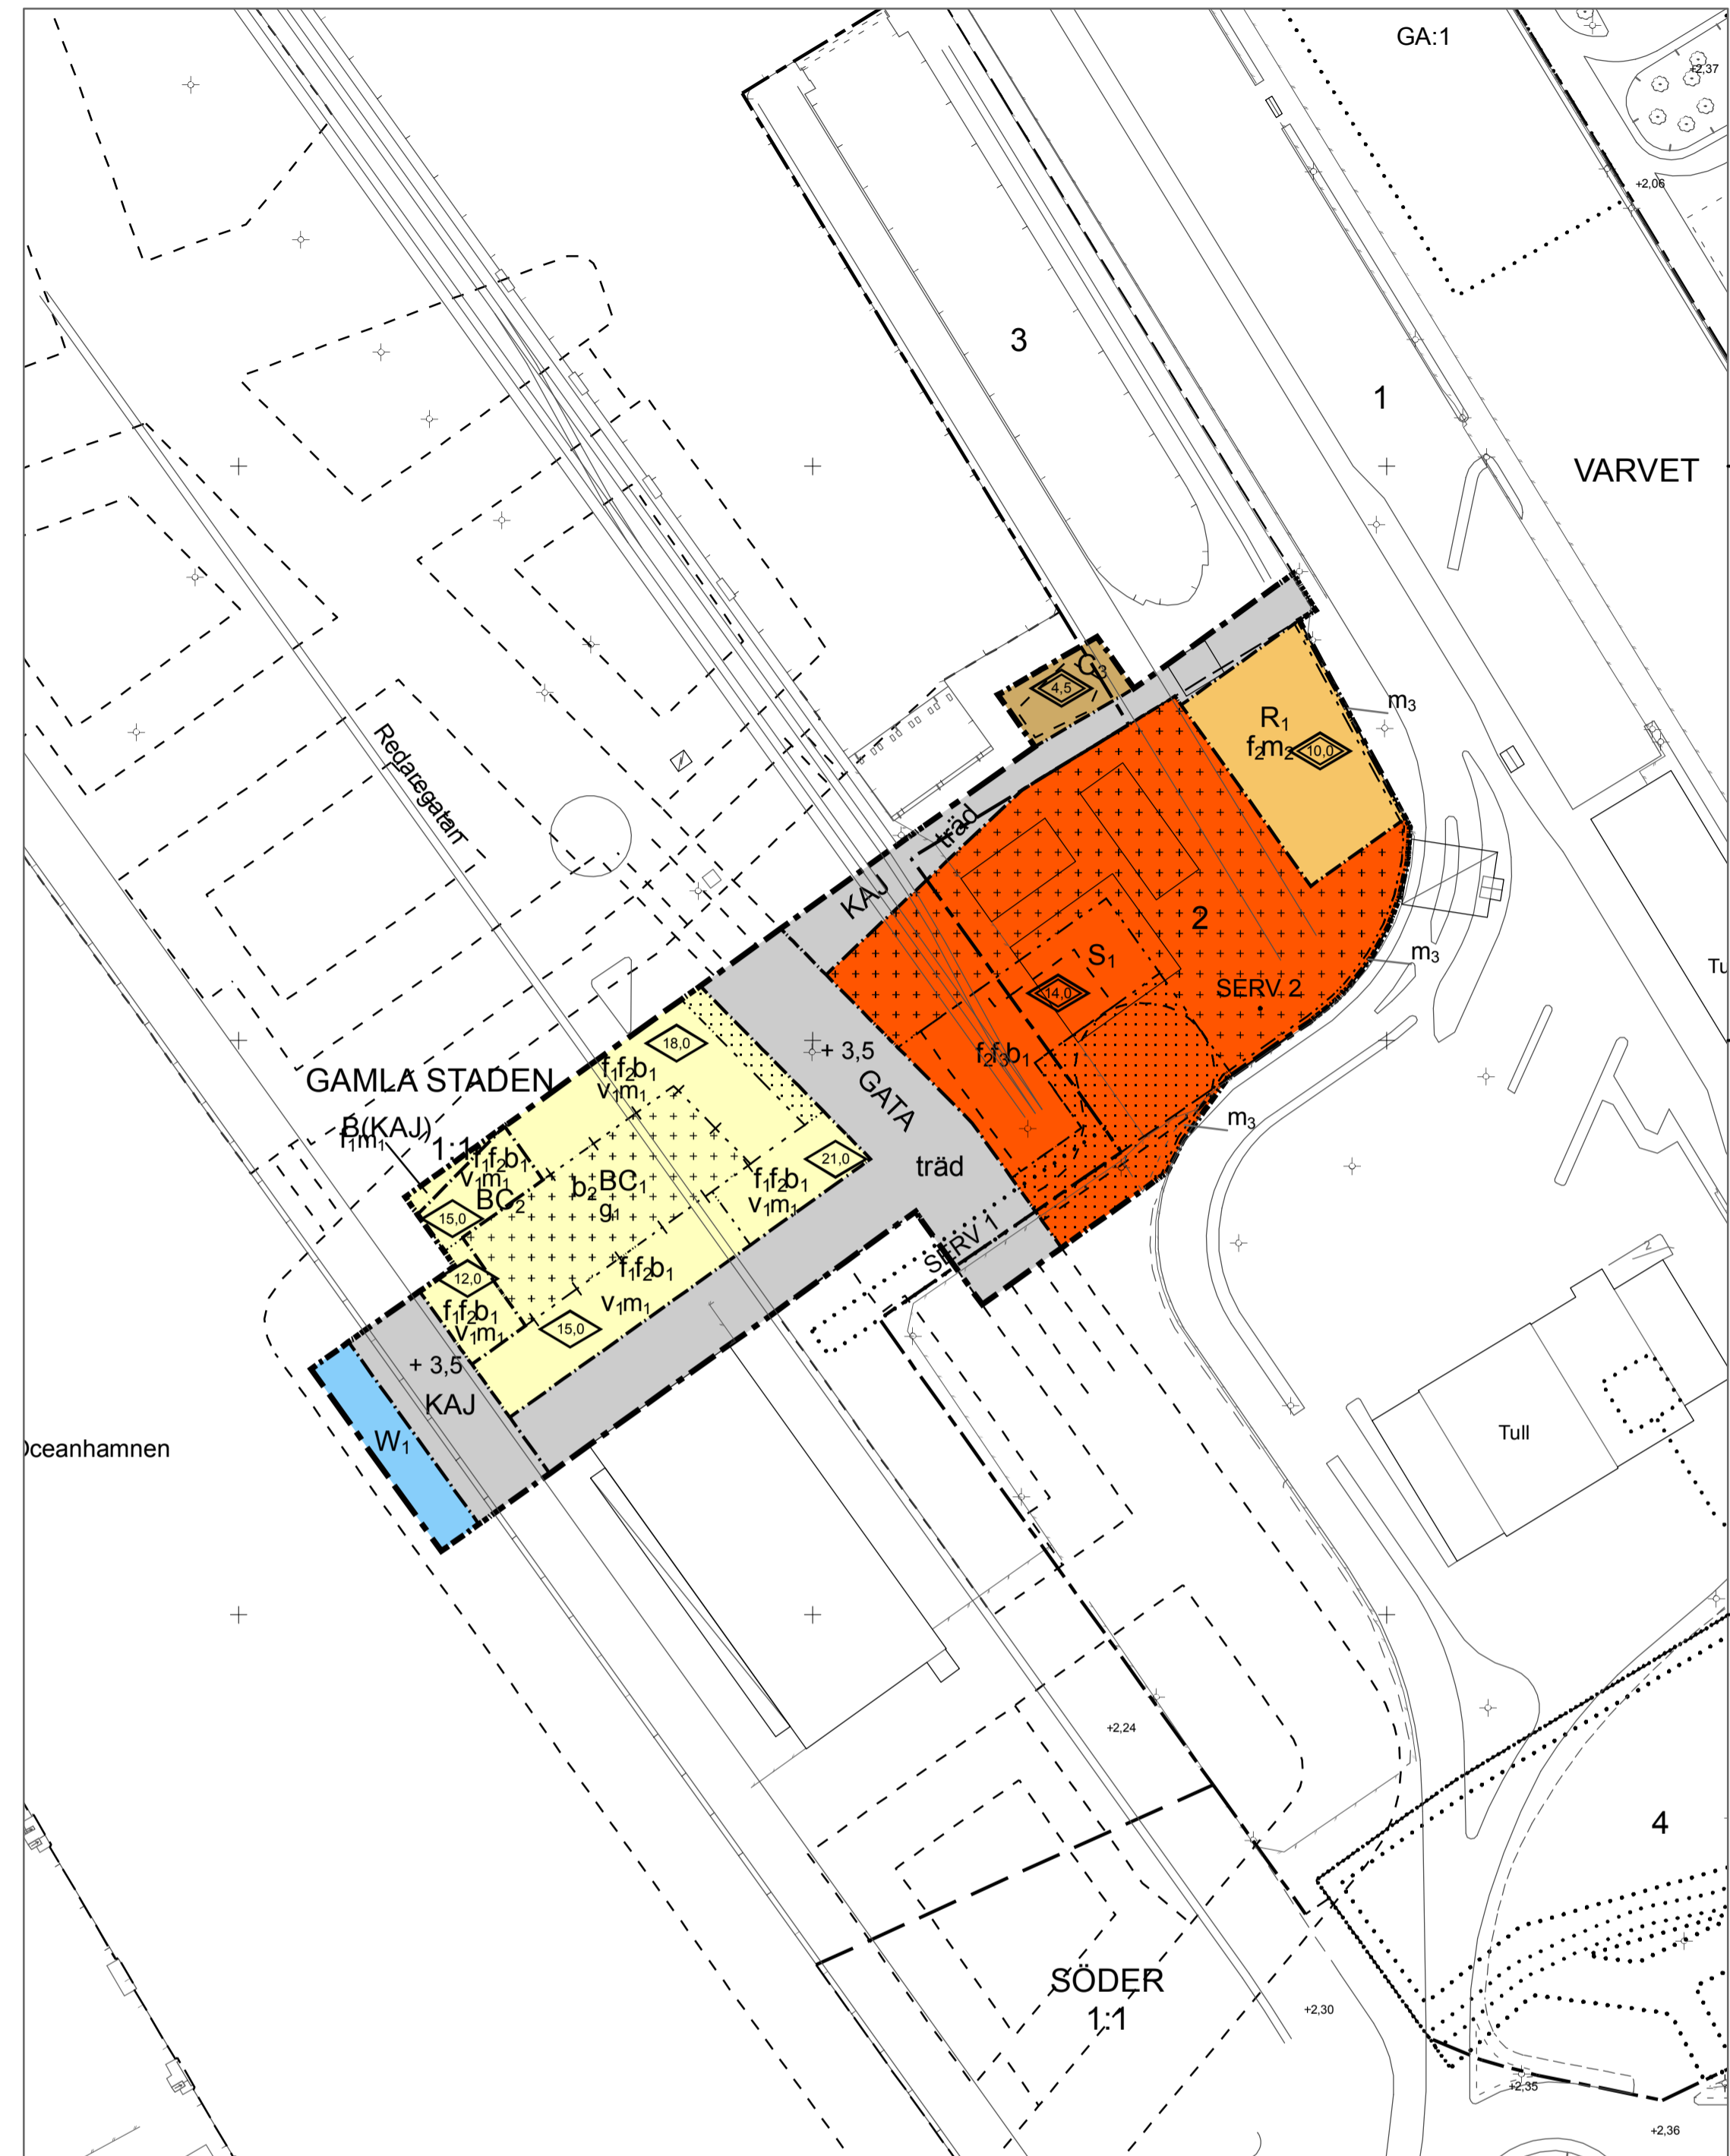 GA:1
+2,37
+2,06
3
1
VARVET
C₃
4,5
m₃
R₁
f₂m₂
10,0
Redaregatan
träd
KAJ
2
S₁
m₃
Tu
14,0
SERV 2
18,0
+ 3,5
f₂f₃b₁
f₁f₂b₁
v₁m₁
GATA
GAMLA STADEN
1:1
B(KAJ)
f₁m₁
m₃
f₁f₂b₁
v₁m₁
21,0
träd
BC₂
b₂BC₁
g₁
f₁f₂b₁
v₁m₁
15,0
SERV 1
12,0
f₁f₂b₁
v₁m₁
f₁f₂b₁
v₁m₁
15,0
+ 3,5
KAJ
W₁
Oceanhamnen
Tull
+2,24
4
SÖDER
1:1
+2,30
+2,35
+2,36